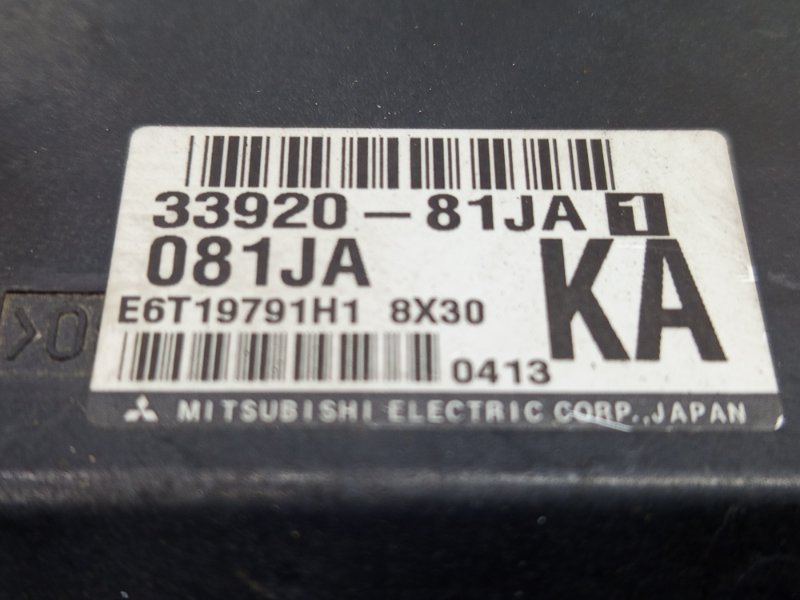 33920-81JA 1
081JA
KA
E6T19791H1 8X30
0413
MITSUBISHI ELECTRIC CORP., JAPAN
>O